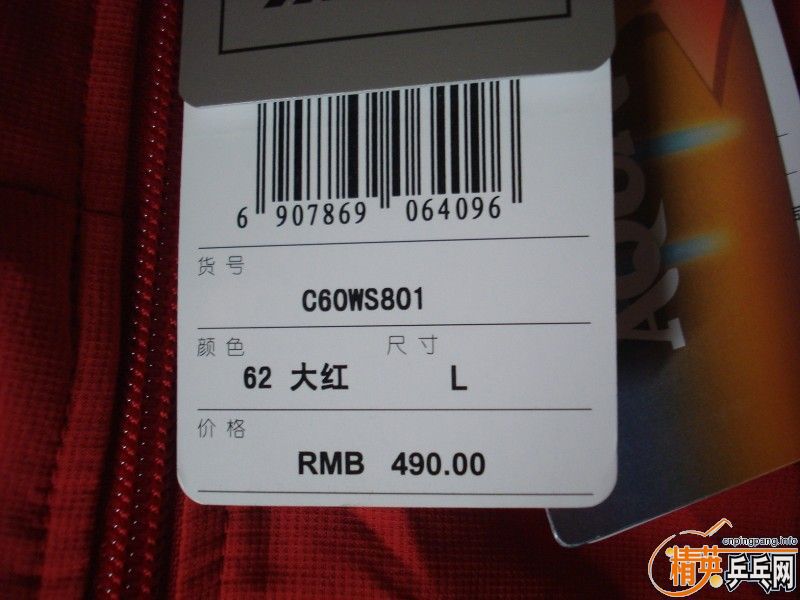 6 907869 064096
货号
C60WS801
颜色 尺寸
62 大红 L
价格
RMB 490.00
cnpingpang.info
精英乒乓网